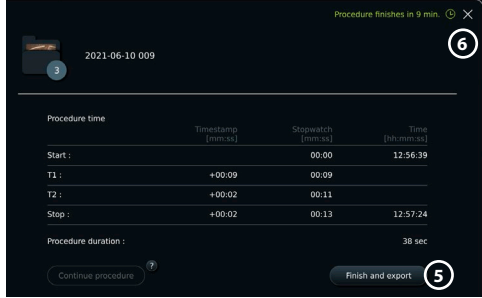 Procedure finishes in 9 min.
6
3
2021-06-10 009
Procedure time
Timestamp [mm:ss] Stopwatch [mm:ss] Time [hh:mm:ss]
Start : 00:00 12:56:39
T1 : +00:09 00:09
T2 : +00:02 00:11
Stop : +00:02 00:13 12:57:24
Procedure duration : 38 sec
Continue procedure ? Finish and export 5